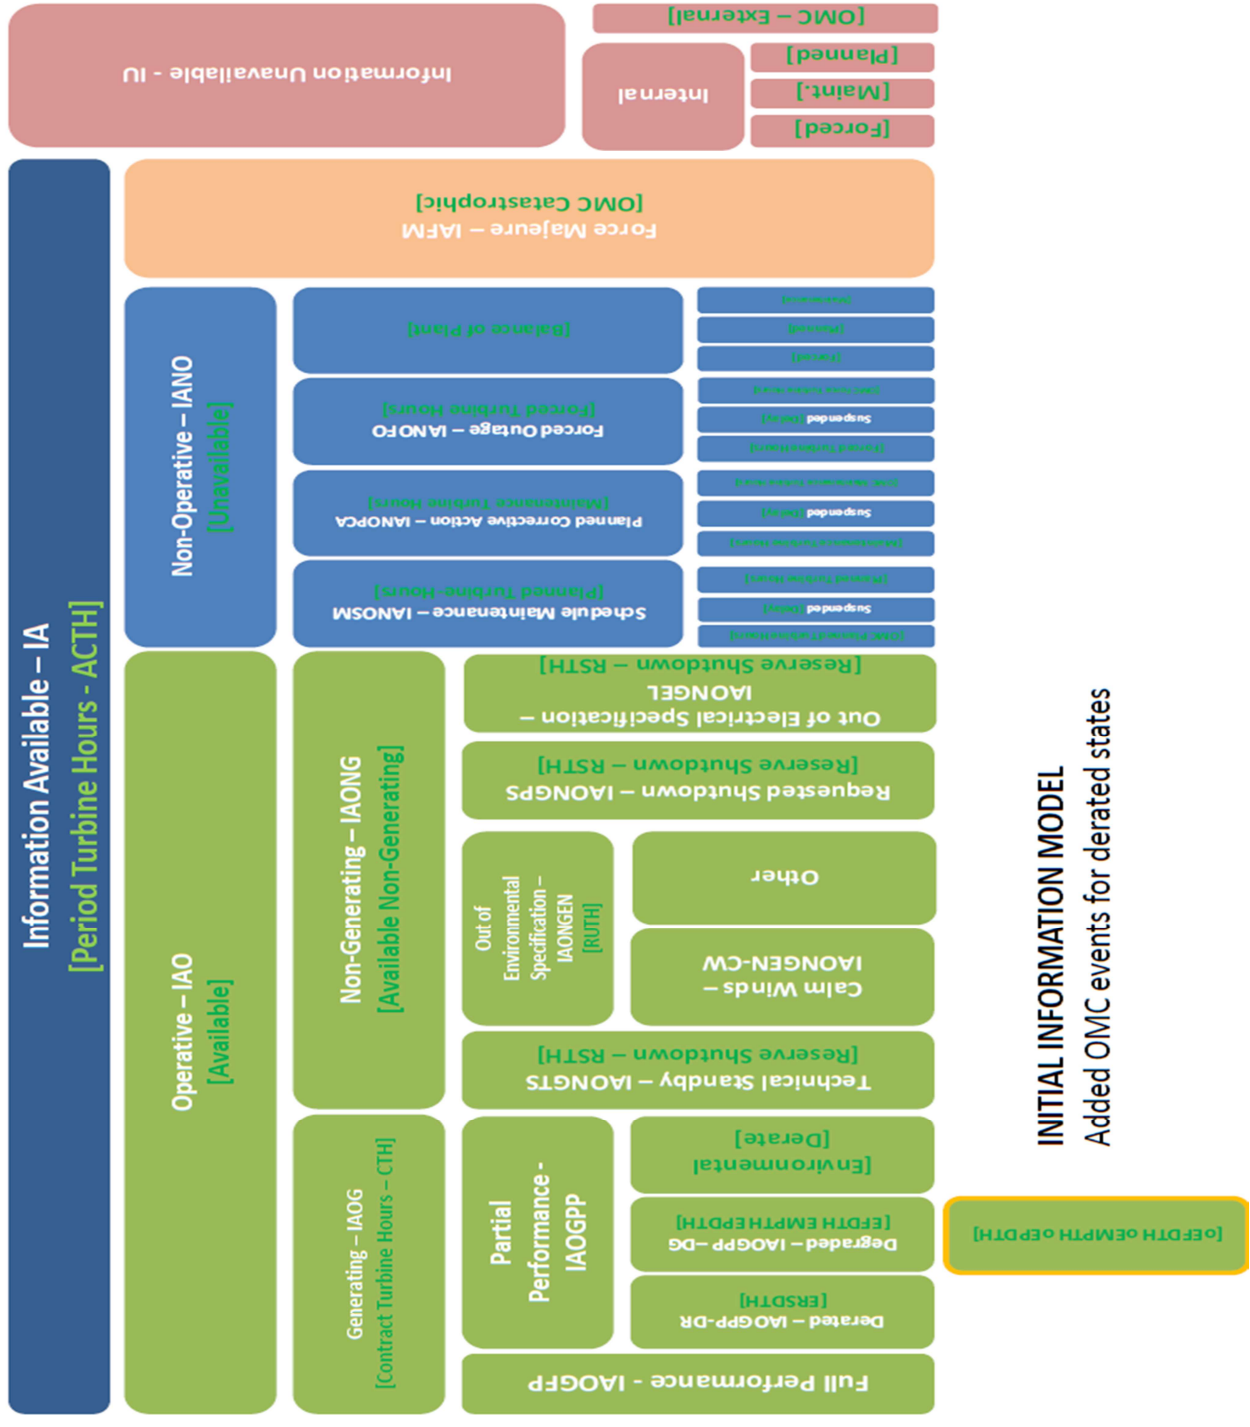 Information Available – IA
[Period Turbine Hours - ACTH]
Operative – IAO
[Available]
Non-Operative – IANO
[Unavailable]
Force Majeure – IAFM
[OMC Catastrophic]
Information Unavailable - IU
Generating – IAOG
[Contract Turbine Hours – CTH]
Non-Generating – IAONG
[Available Non-Generating]
Schedule Maintenance – IANOSM
[Planned Turbine Hours]
Planned Corrective Action – IANOPCA
[Maintenance Turbine Hours]
Forced Outage – IANOFO
[Forced Turbine Hours]
[Balance of Plant]
Internal
[OMC – External]
[Forced]
[Maint.]
[Planned]
Full Performance - IAOGFP
Partial
Performance -
IAOGPP
Derated – IAOGPP-DR
[ERSDTH]
Degraded – IAOGPP –DG
[EFDTH EMPTH EPDTH]
[Environmental
[Derate]
Technical Standby – IAONGTS
[Reserve Shutdown – RSTH]
Out of
Environmental
Specification –
IAONGEN
[RUTH]
Calm Winds –
IAONGEN-CW
Other
Requested Shutdown – IAONGPS
[Reserve Shutdown – RSTH]
Out of Electrical Specification –
IAONGEL
[Reserve Shutdown – RSTH]
Suspended
Suspended
Suspended
[oEFDTH oEMPTH oEPDTH]
INITIAL INFORMATION MODEL
Added OMC events for derated states